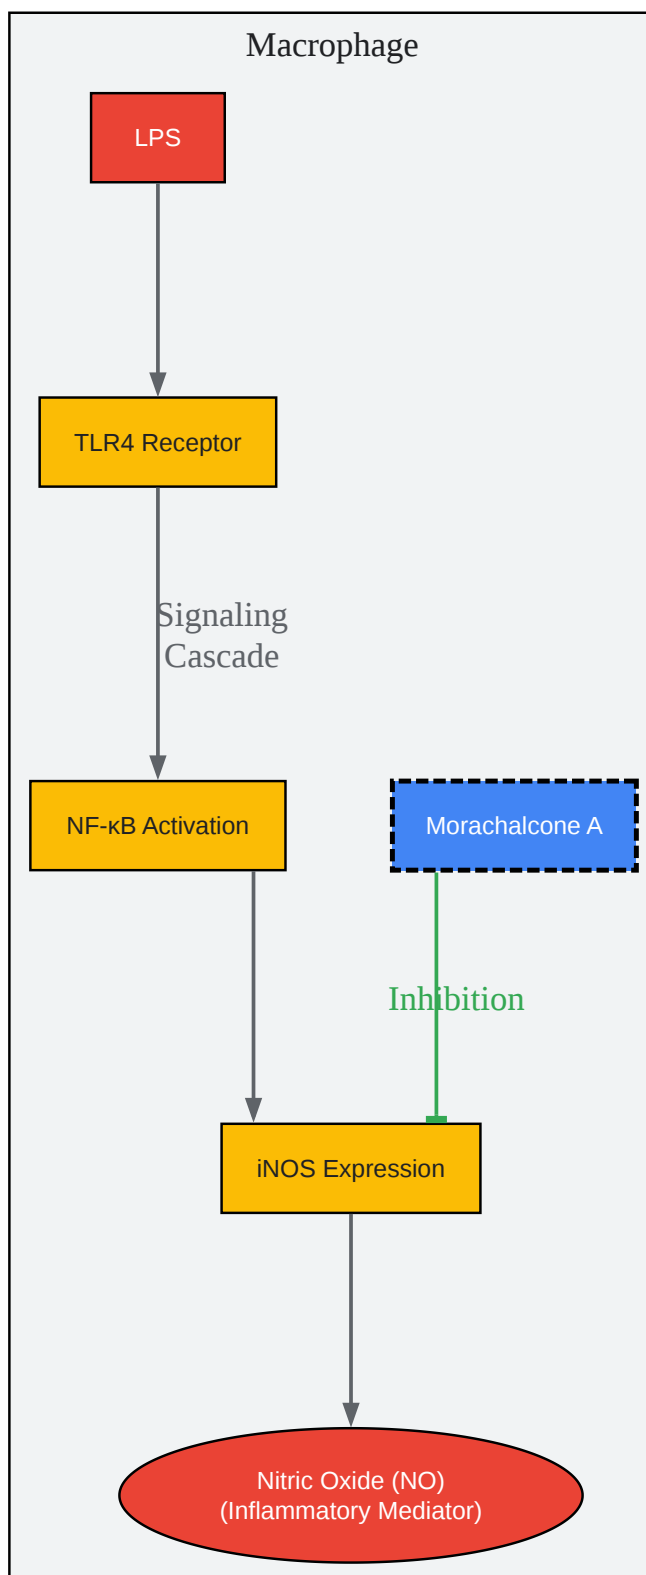 Macrophage
LPS
TLR4 Receptor
Signaling
Cascade
NF-κB Activation
Morachalcone A
Inhibition
iNOS Expression
Nitric Oxide (NO)
(Inflammatory Mediator)